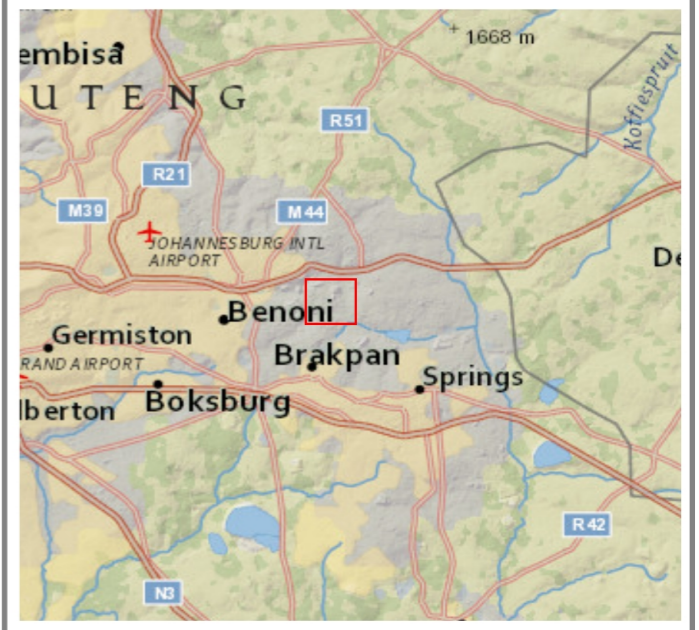 embisa
1668 m
UTENG
Koffiespruit
R51
R21
M39
M44
JOHANNESBURG INTL
AIRPORT
De
Benoni
Germiston
Brakpan
RAND AIRPORT
Springs
lberton
Boksburg
R42
N3